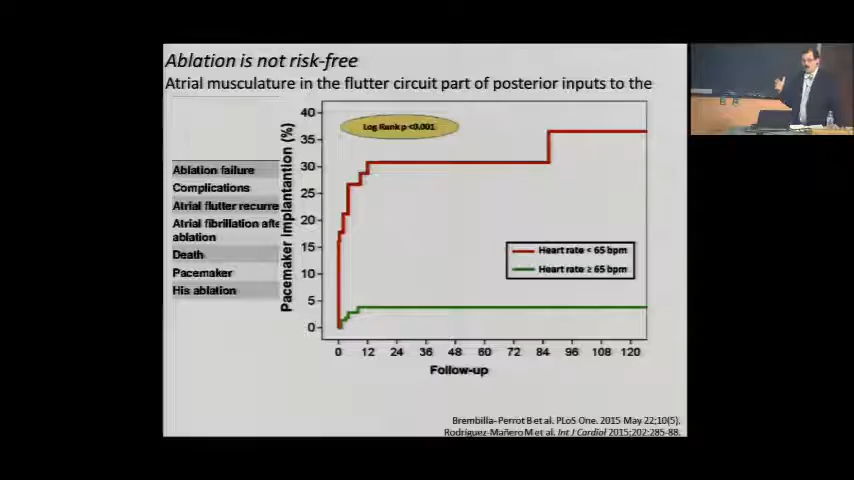 Ablation is not risk-free
Atrial musculature in the flutter circuit part of posterior inputs to the
Ablation failure
Complications
Atrial flutter recurre
Atrial fibrillation afte
ablation
Death
Pacemaker
His ablation
Pacemaker Implantantion (%)
40
35
30
25
20
15
10
5
0
Log Rank p <0.001
Heart rate < 65 bpm
Heart rate ≥ 65 bpm
0 12 24 36 48 60 72 84 96 108 120
Follow-up
Brembilla-Perrot B et al. PLoS One. 2015 May 22;10(5).
Rodríguez-Mañero M et al. Int J Cardiol 2015;202:285-88.